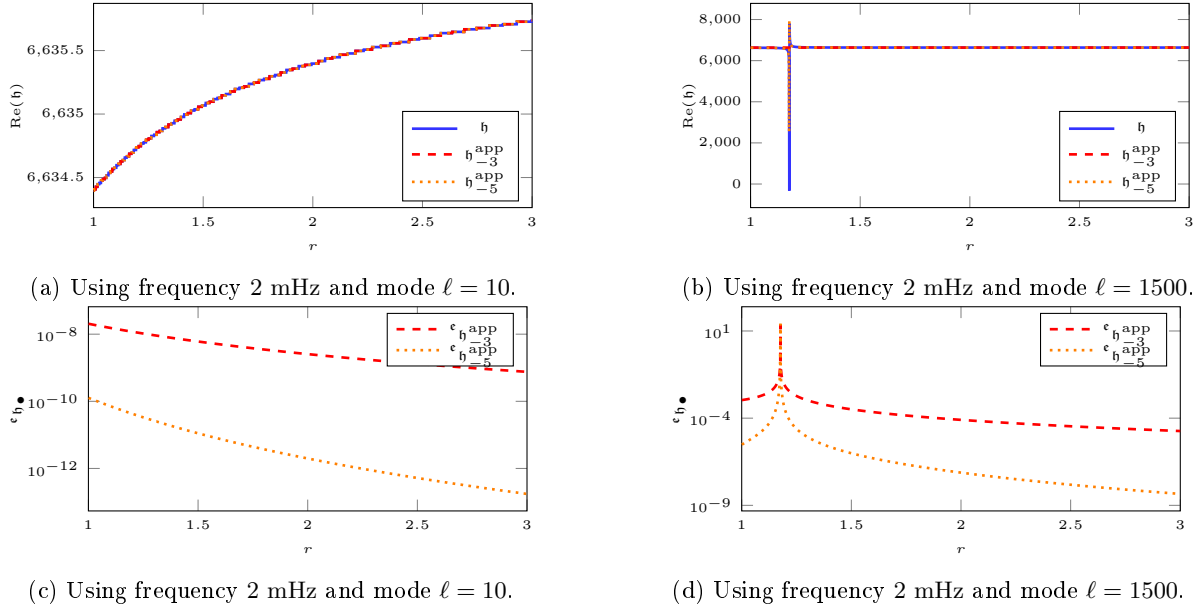 6,635.5
6,635
6,634.5
Re(𝔥)
𝔥
𝔥^app_−3
𝔥^app_−5
1 1.5 2 2.5 3
r
(a) Using frequency 2 mHz and mode ℓ = 10.
8,000
6,000
4,000
2,000
0
Re(𝔥)
𝔥
𝔥^app_−3
𝔥^app_−5
1 1.5 2 2.5 3
r
(b) Using frequency 2 mHz and mode ℓ = 1500.
10^−8
10^−10
10^−12
𝔢_𝔥•
𝔢_𝔥^app_−3
𝔢_𝔥^app_−5
1 1.5 2 2.5 3
r
(c) Using frequency 2 mHz and mode ℓ = 10.
10^1
10^−4
10^−9
𝔢_𝔥•
𝔢_𝔥^app_−3
𝔢_𝔥^app_−5
1 1.5 2 2.5 3
r
(d) Using frequency 2 mHz and mode ℓ = 1500.